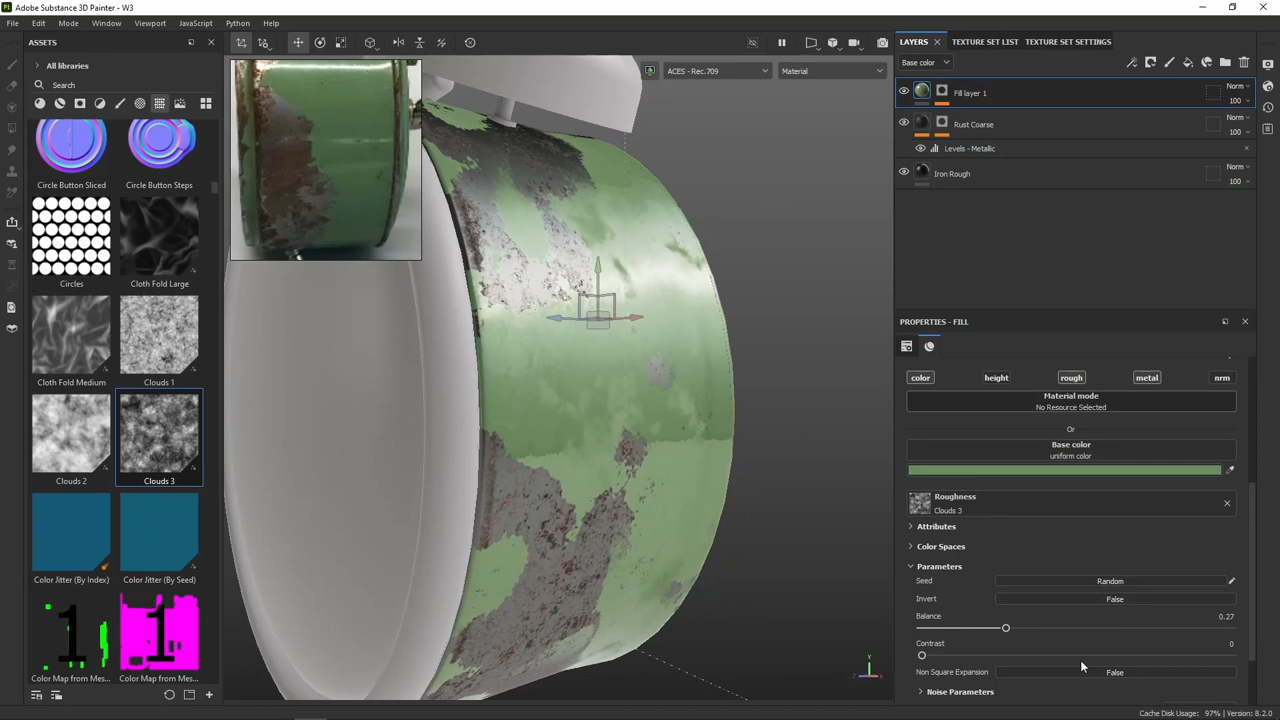 Adobe Substance 3D Painter - W3
File Edit Mode Window Viewport JavaScript Python Help
ASSETS
All libraries
Search
Circle Button Sliced
Circle Button Steps
Circles
Cloth Fold Large
Cloth Fold Medium
Clouds 1
Clouds 2
Clouds 3
Color Jitter (By Index)
Color Jitter (By Seed)
Color Map from Mes...
Color Map from Mes...
ACES - Rec.709
Material
Y
X
Z
LAYERS
TEXTURE SET LIST
TEXTURE SET SETTINGS
Base color
Fill layer 1
Norm
100
Rust Coarse
Norm
100
Levels - Metallic
Iron Rough
Norm
100
PROPERTIES - FILL
color height rough metal nrm
Material mode
No Resource Selected
Or
Base color
uniform color
Roughness
Clouds 3
Attributes
Color Spaces
Parameters
Seed Random
Invert False
Balance 0.27
Contrast 0
Non Square Expansion False
Noise Parameters
Cache Disk Usage: 97% | Version: 8.2.0